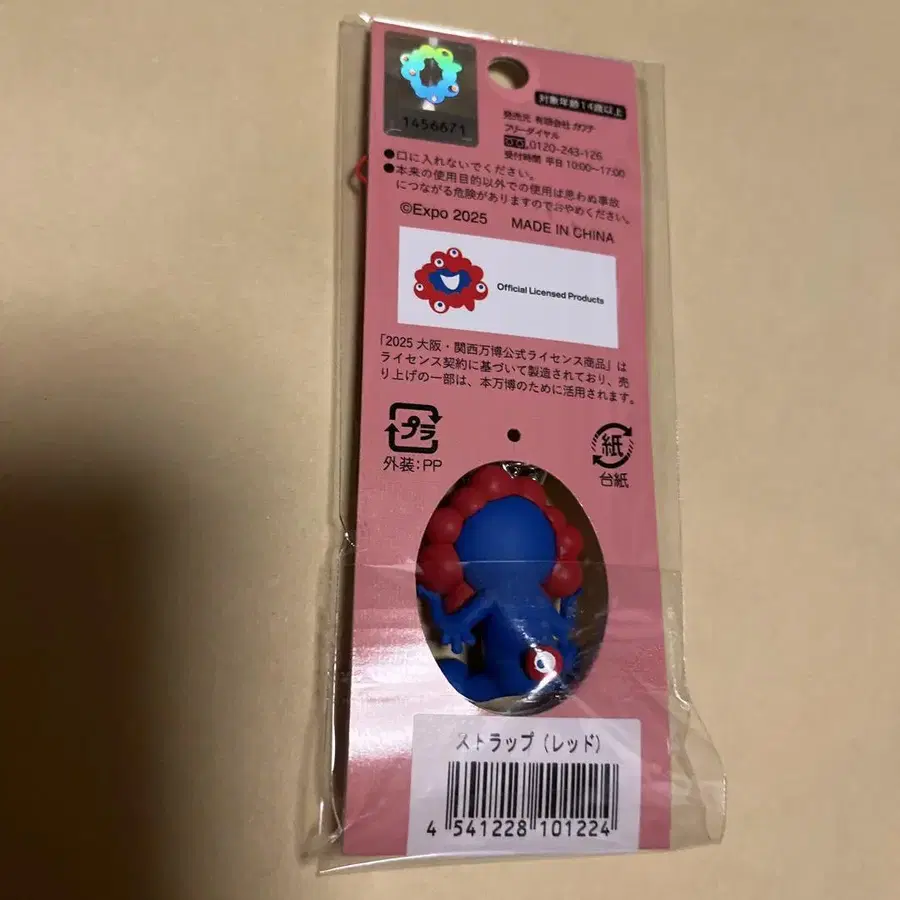 1456671
対象年齢14歳以上
発売元 有限会社 カワチ
フリーダイヤル
0120-243-126
受付時間 平日 10:00〜17:00
●口に入れないでください。
●本来の使用目的以外での使用は思わぬ事故
につながる危険がありますのでおやめください。
©Expo 2025 MADE IN CHINA
Official Licensed Products
「2025 大阪・関西万博公式ライセンス商品」は
ライセンス契約に基づいて製造されており、売
り上げの一部は、本万博のために活用されます。
プラ
外装:PP
紙
台紙
ストラップ(レッド)
4 541228 101224